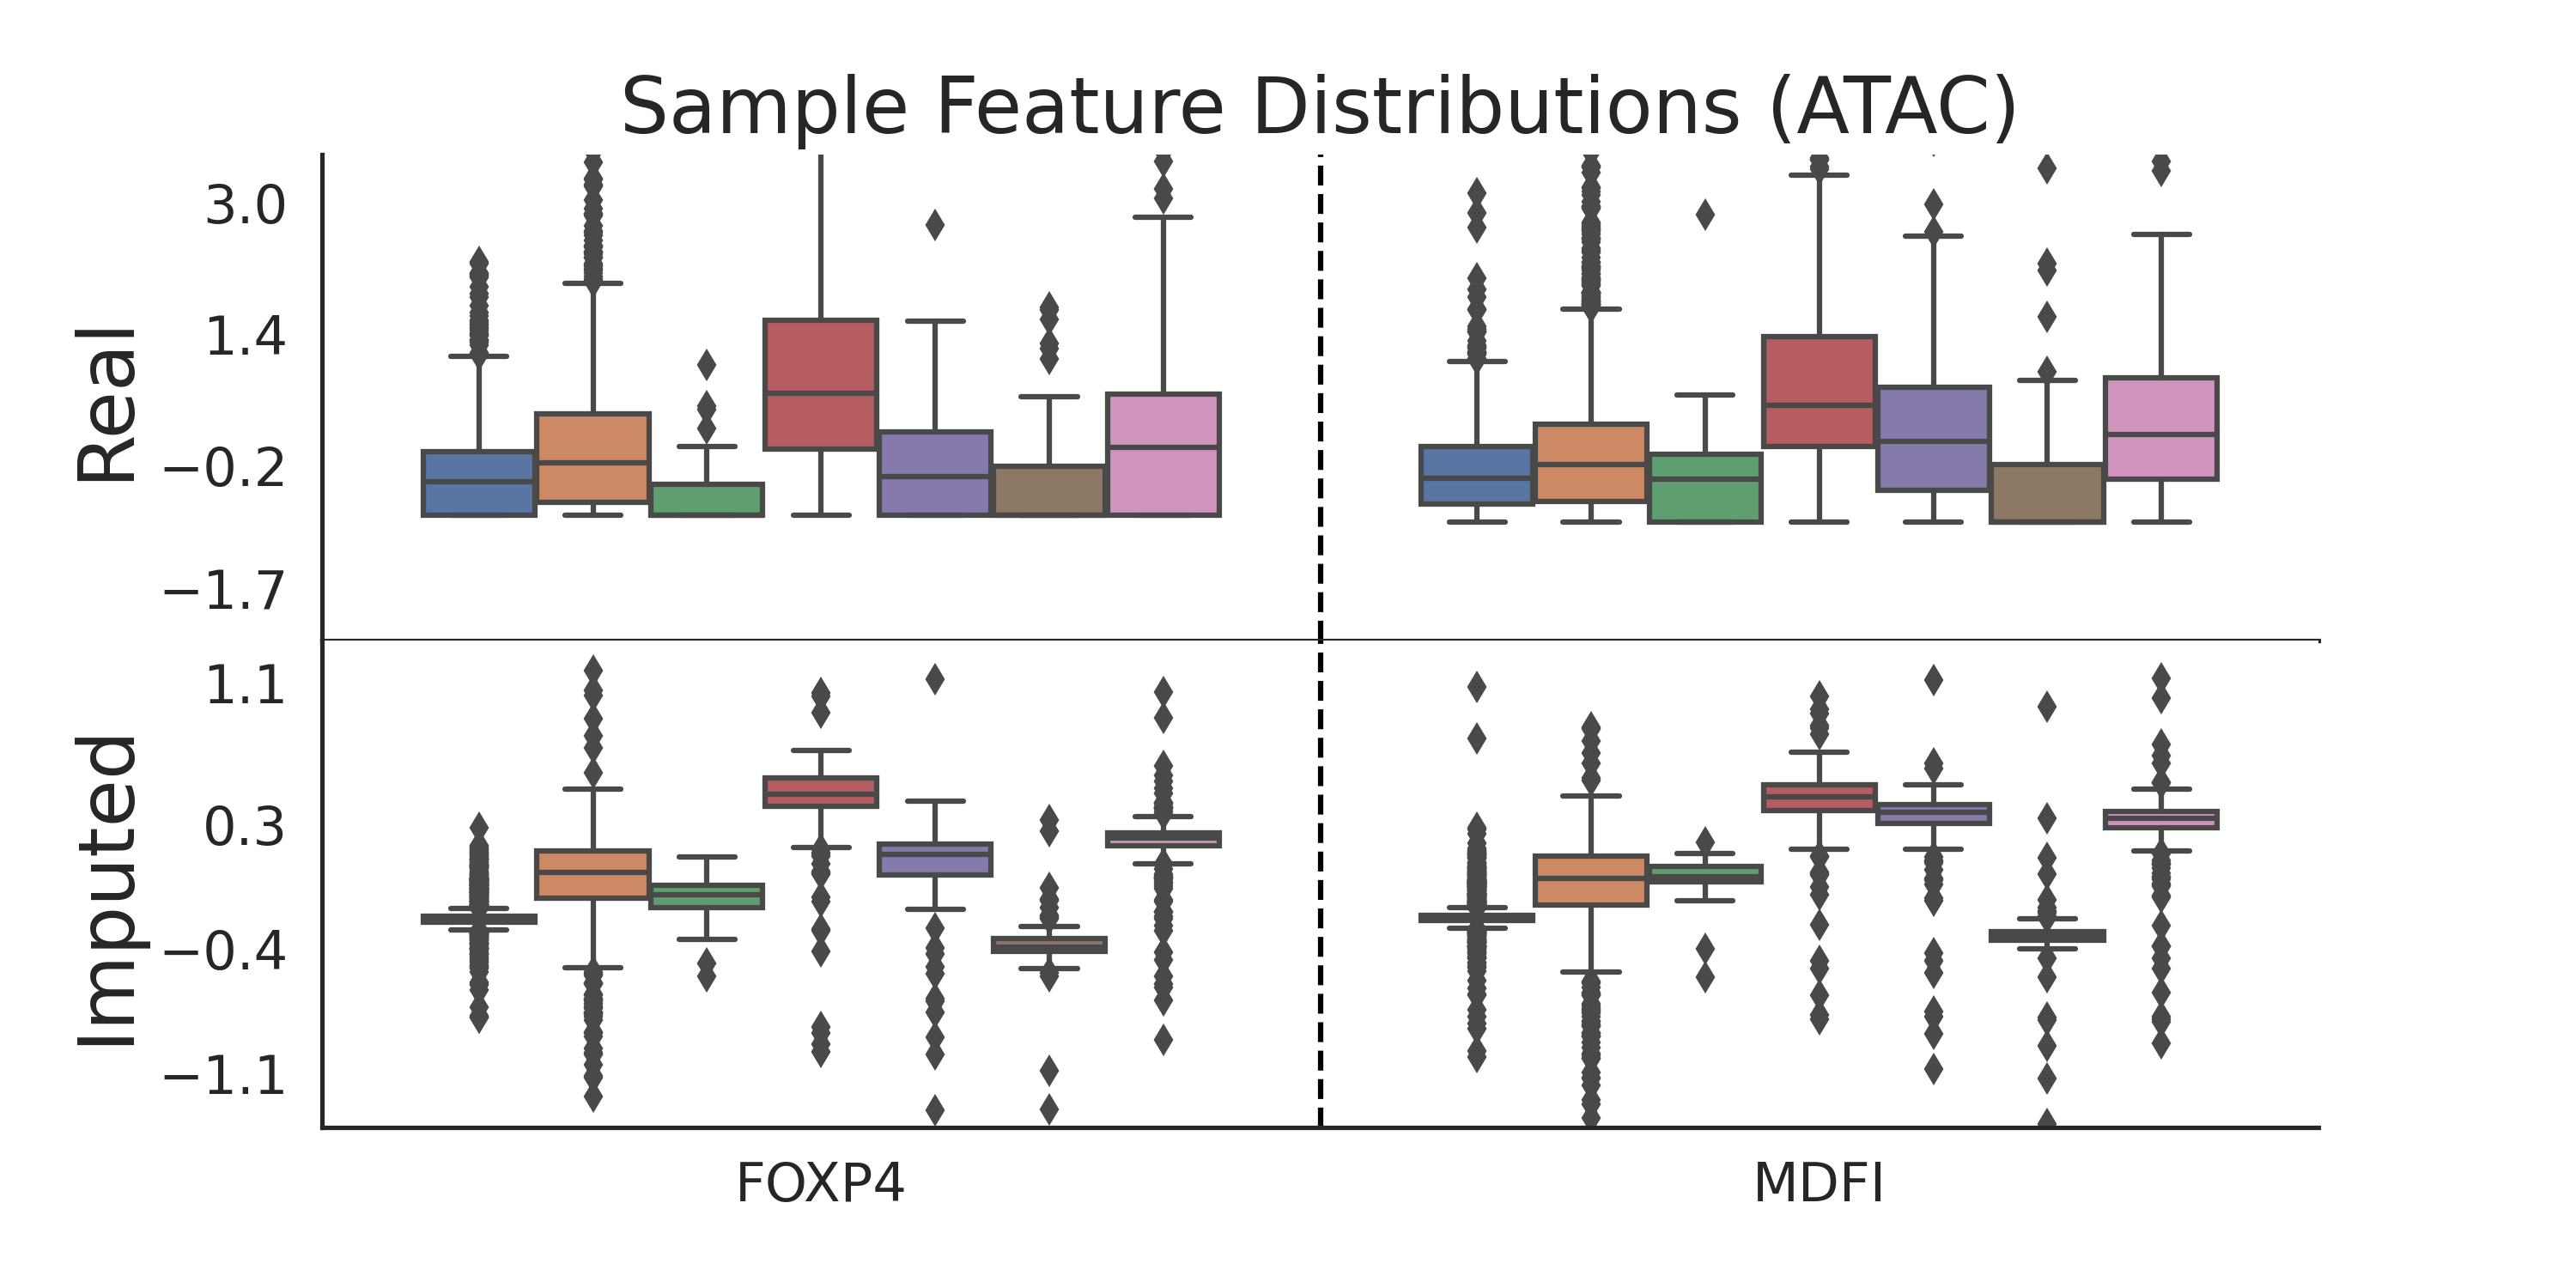 Sample Feature Distributions (ATAC)
Real
3.0
1.4
−0.2
−1.7
Imputed
1.1
0.3
−0.4
−1.1
FOXP4
MDFI